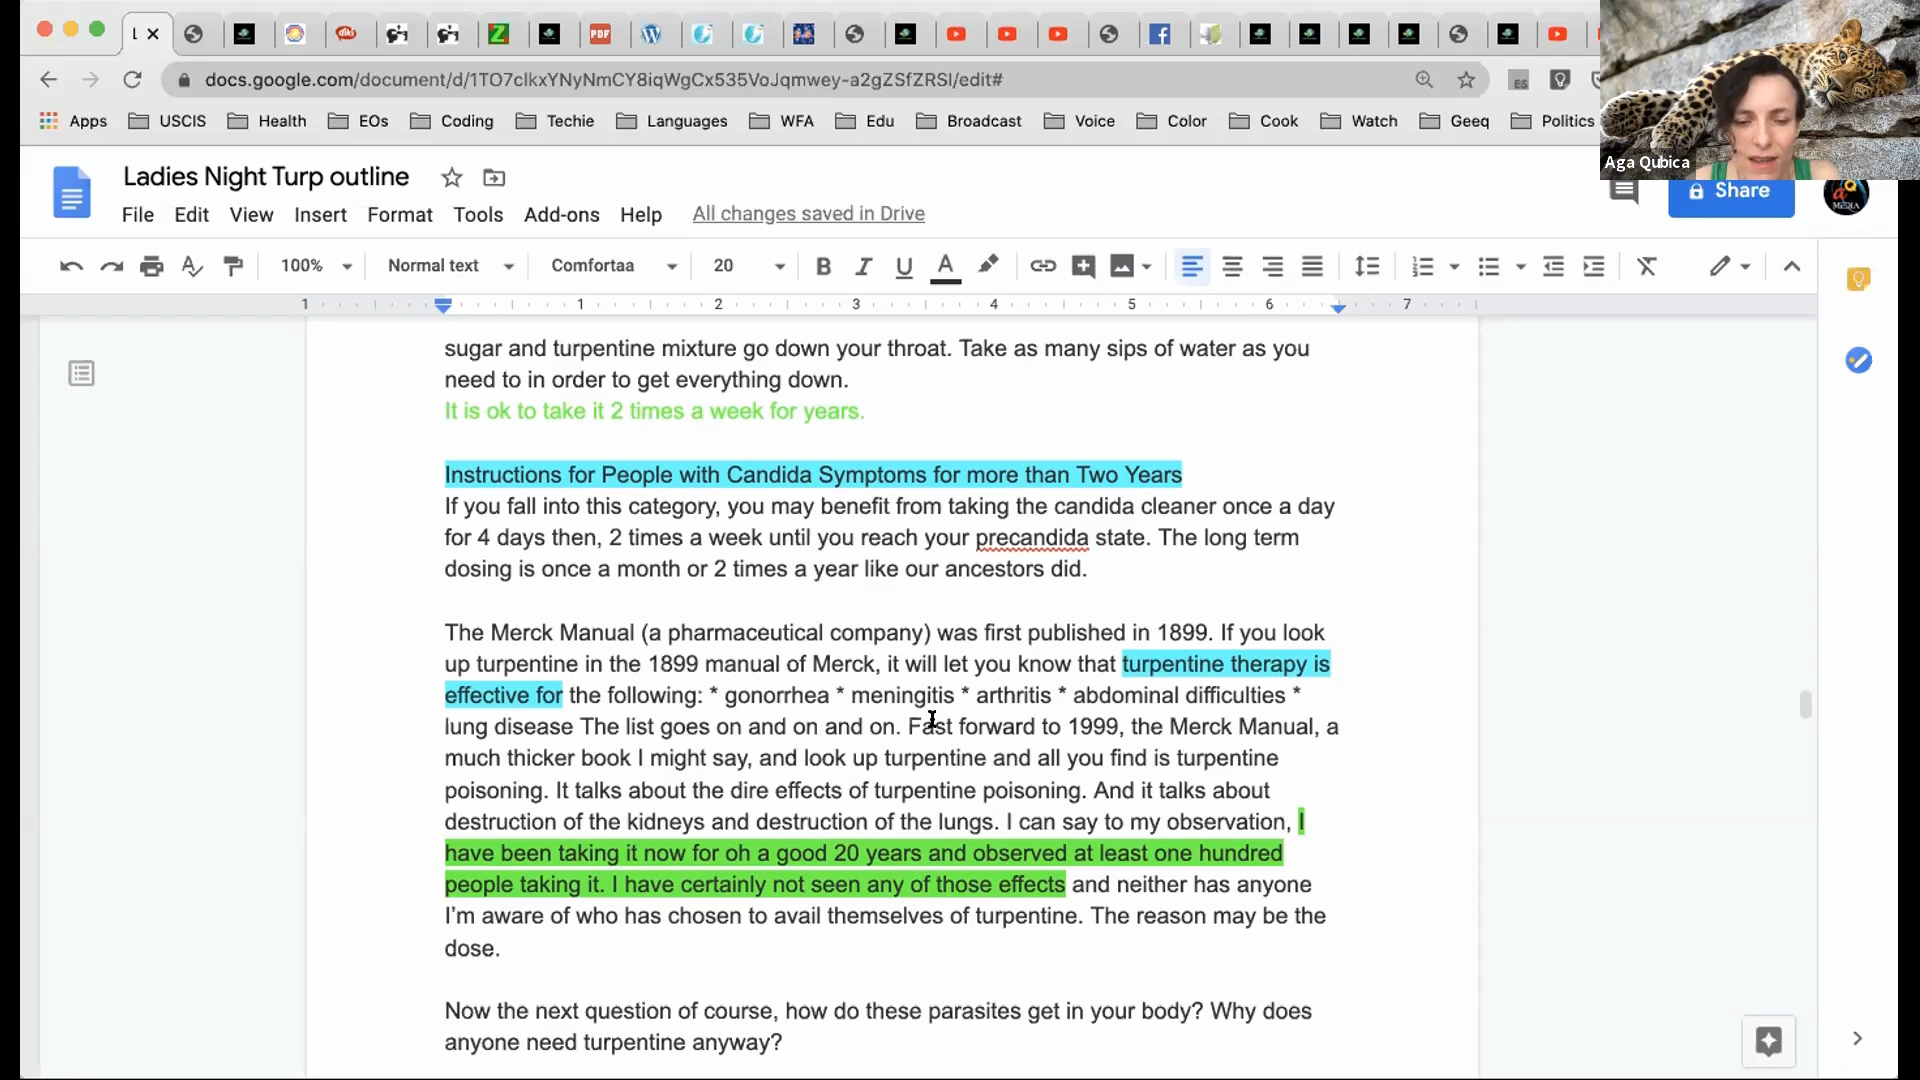 L
diki
Z
PDF
docs.google.com/document/d/1TO7clkxYNyNmCY8iqWgCx535VoJqmwey-a2gZSfZRSI/edit#
ES
Apps USCIS Health EOs Coding Techie Languages WFA Edu Broadcast Voice Color Cook Watch Geeq Politics
Aga Qubica
Ladies Night Turp outline
Share
File Edit View Insert Format Tools Add-ons Help All changes saved in Drive
100% Normal text Comfortaa 20 B I U A
1 1 2 3 4 5 6 7
sugar and turpentine mixture go down your throat. Take as many sips of water as you
need to in order to get everything down.
It is ok to take it 2 times a week for years.
Instructions for People with Candida Symptoms for more than Two Years
If you fall into this category, you may benefit from taking the candida cleaner once a day
for 4 days then, 2 times a week until you reach your precandida state. The long term
dosing is once a month or 2 times a year like our ancestors did.
The Merck Manual (a pharmaceutical company) was first published in 1899. If you look
up turpentine in the 1899 manual of Merck, it will let you know that turpentine therapy is
effective for the following: * gonorrhea * meningitis * arthritis * abdominal difficulties *
lung disease The list goes on and on and on. Fast forward to 1999, the Merck Manual, a
much thicker book I might say, and look up turpentine and all you find is turpentine
poisoning. It talks about the dire effects of turpentine poisoning. And it talks about
destruction of the kidneys and destruction of the lungs. I can say to my observation, I
have been taking it now for oh a good 20 years and observed at least one hundred
people taking it. I have certainly not seen any of those effects and neither has anyone
I'm aware of who has chosen to avail themselves of turpentine. The reason may be the
dose.
Now the next question of course, how do these parasites get in your body? Why does
anyone need turpentine anyway?